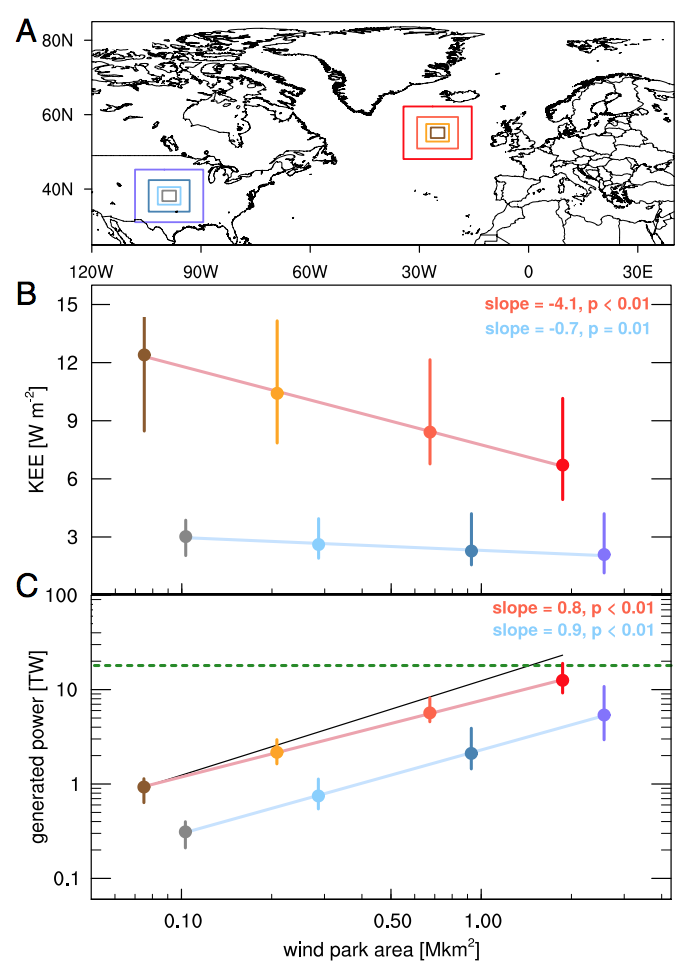 A
80N
60N
40N
120W 90W 60W 30W 0 30E
B
15
slope = -4.1, p < 0.01
slope = -0.7, p = 0.01
12
9
6
3
KEE [W m-2]
C
100
slope = 0.8, p < 0.01
slope = 0.9, p < 0.01
10
1
0.1
generated power [TW]
0.10 0.50 1.00
wind park area [Mkm2]